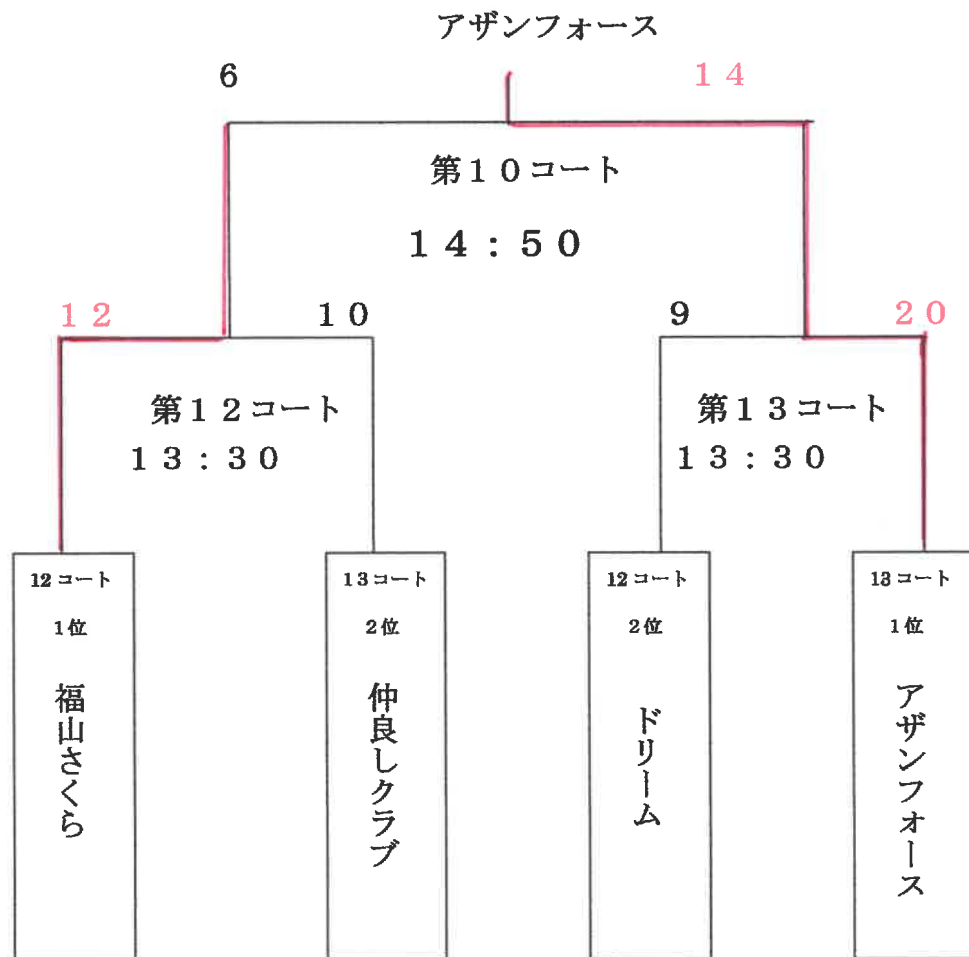 アザンフォース
6
14
第10コート
14:50
12
10
9
20
第12コート
13:30
第13コート
13:30
12コート
1位
福山さくら
13コート
2位
仲良しクラブ
12コート
2位
ドリーム
13コート
1位
アザンフォース